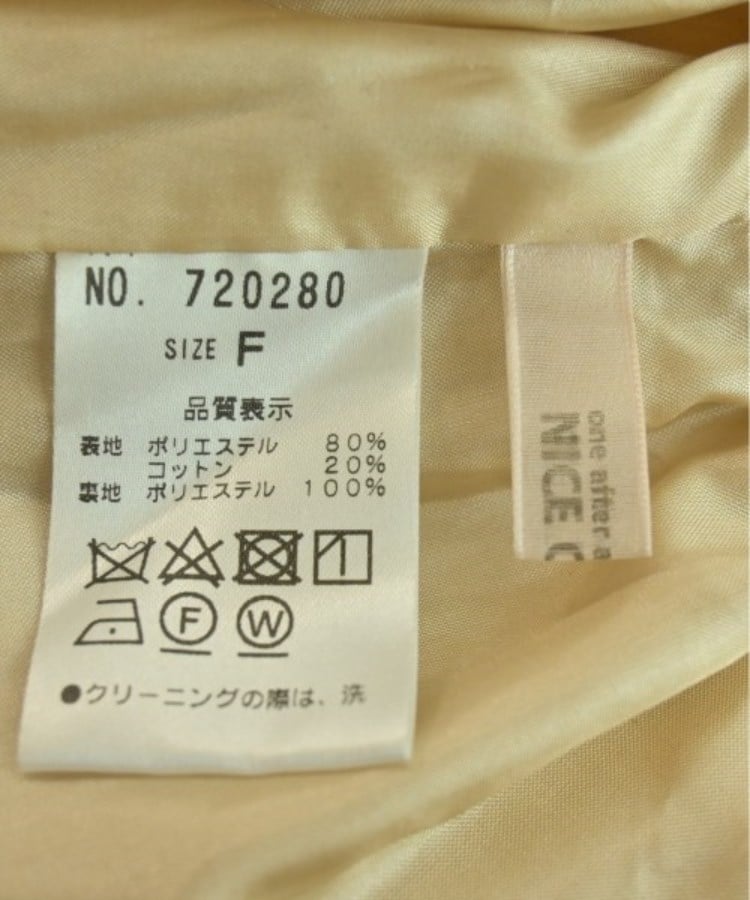 NO. 720280
SIZE F
品質表示
表地 ポリエステル 80%
コットン 20%
裏地 ポリエステル 100%
F W
●クリーニングの際は、洗
one after a
NICE C